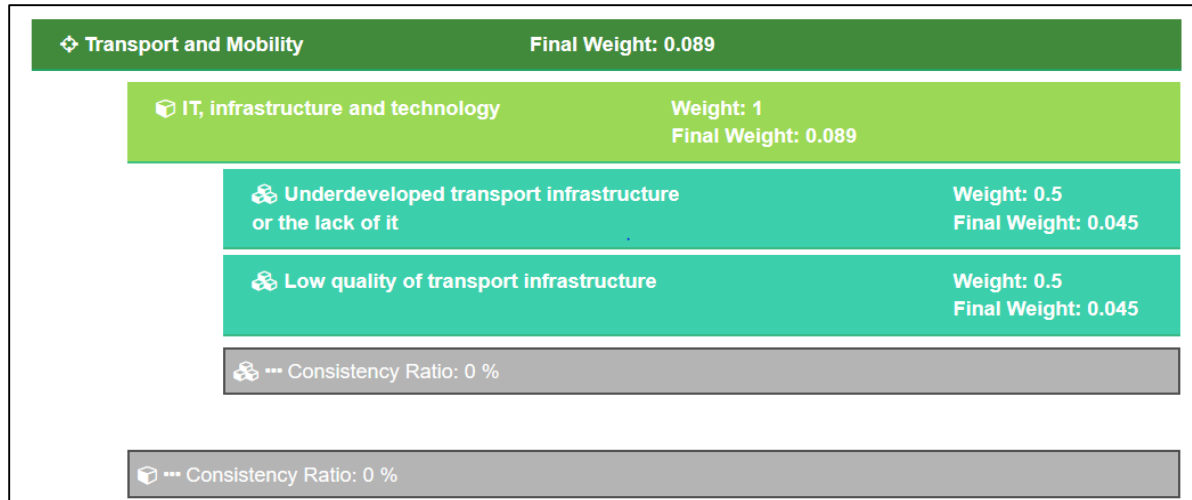 Transport and Mobility Final Weight: 0.089
IT, infrastructure and technology Weight: 1
Final Weight: 0.089
Underdeveloped transport infrastructure Weight: 0.5
or the lack of it Final Weight: 0.045
Low quality of transport infrastructure Weight: 0.5
Final Weight: 0.045
Consistency Ratio: 0 %
Consistency Ratio: 0 %